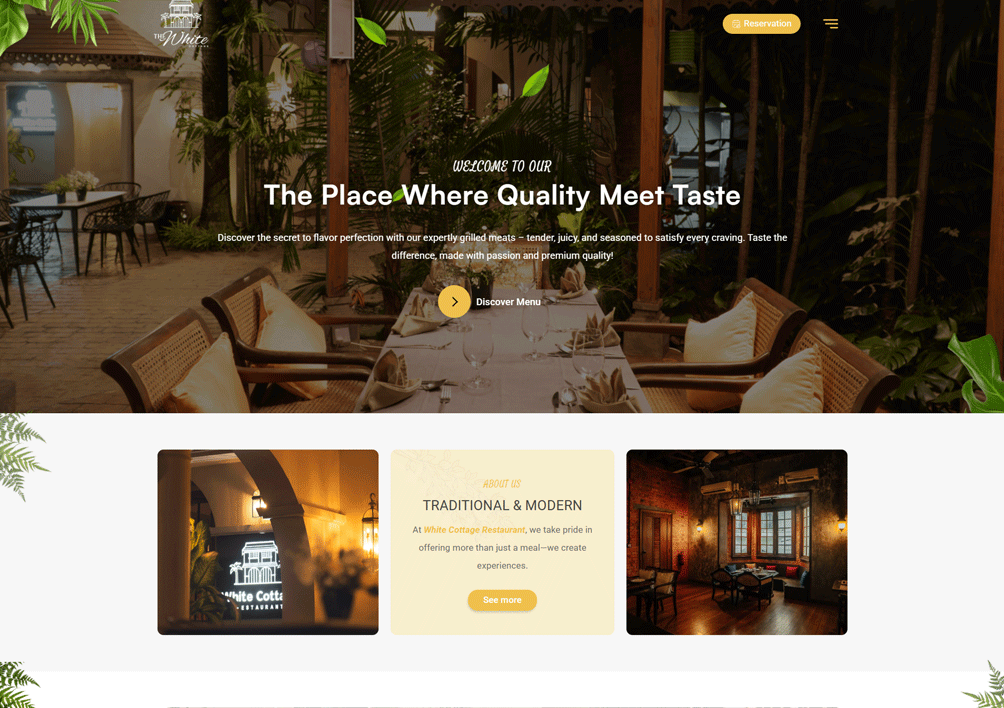 THE
White
Reservation
WELCOME TO OUR
The Place Where Quality Meet Taste
Discover the secret to flavor perfection with our expertly grilled meats – tender, juicy, and seasoned to satisfy every craving. Taste the
difference, made with passion and premium quality!
Discover Menu
ABOUT US
TRADITIONAL & MODERN
At White Cottage Restaurant, we take pride in
offering more than just a meal—we create
experiences.
See more
White Cotta
RESTAURANT